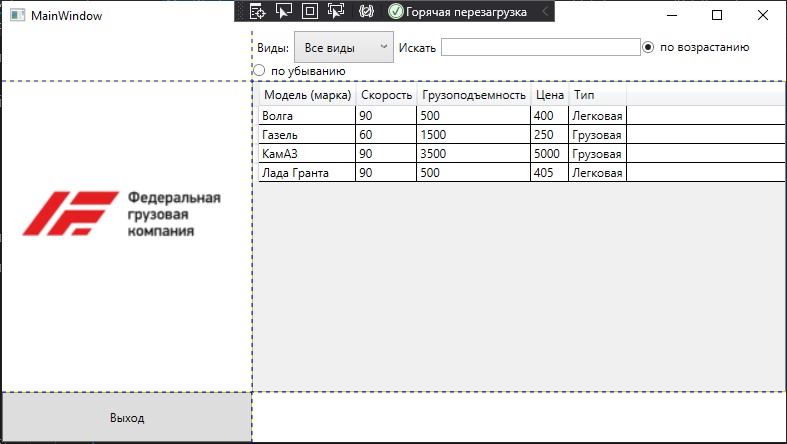 MainWindow
Горячая перезагрузка
Виды: Все виды Искать по возрастанию
по убыванию
Модель (марка) Скорость Грузоподъемность Цена Тип
Волга 90 500 400 Легковая
Газель 60 1500 250 Грузовая
КамАЗ 90 3500 5000 Грузовая
Лада Гранта 90 500 405 Легковая
Федеральная
грузовая
компания
Выход